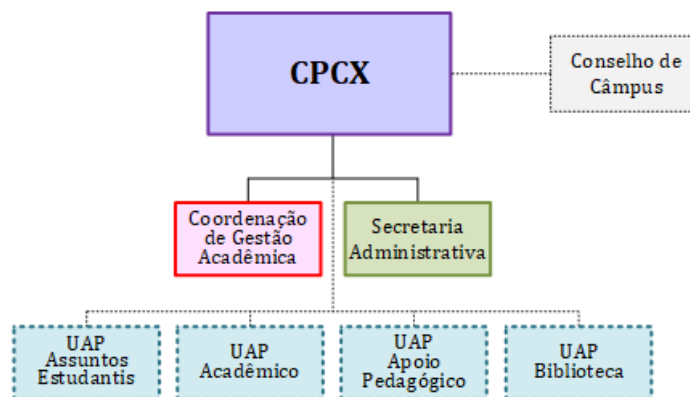 CPCX
Conselho de
Câmpus
Coordenação
de Gestão
Acadêmica
Secretaria
Administrativa
UAP
Assuntos
Estudantis
UAP
Acadêmico
UAP
Apoio
Pedagógico
UAP
Biblioteca